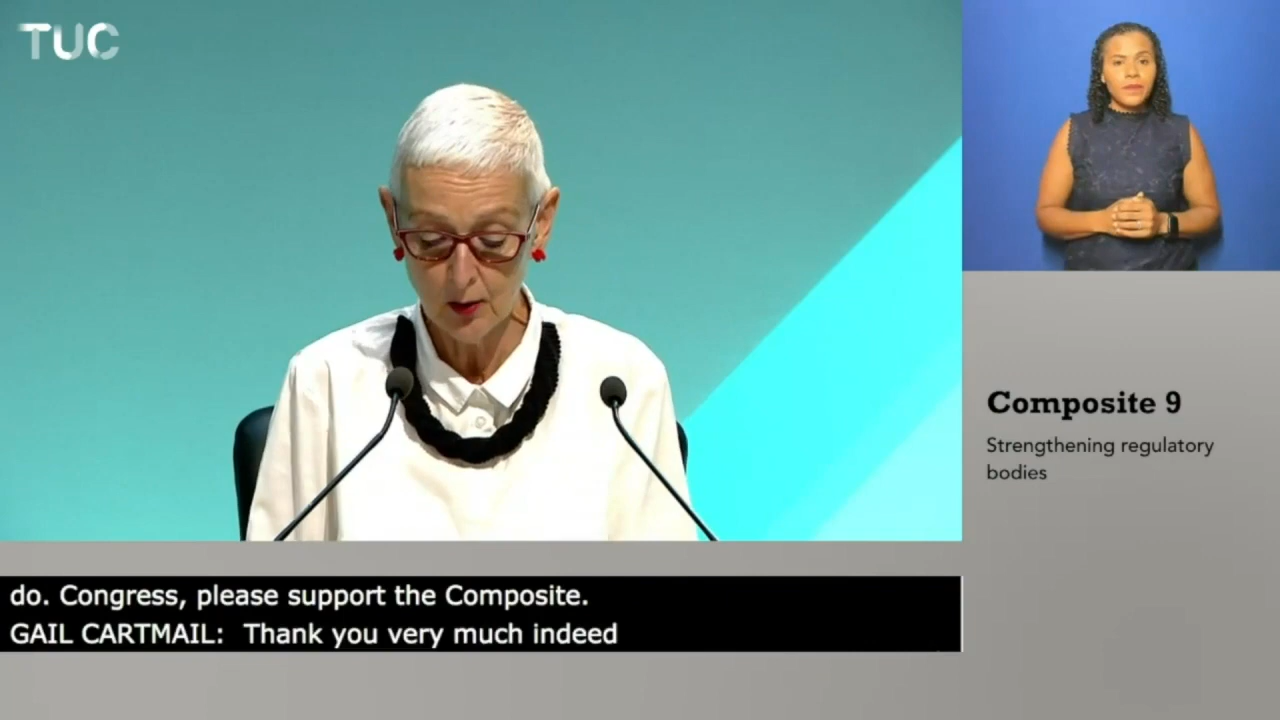 TUC
Composite 9
Strengthening regulatory
bodies
do. Congress, please support the Composite.
GAIL CARTMAIL:  Thank you very much indeed